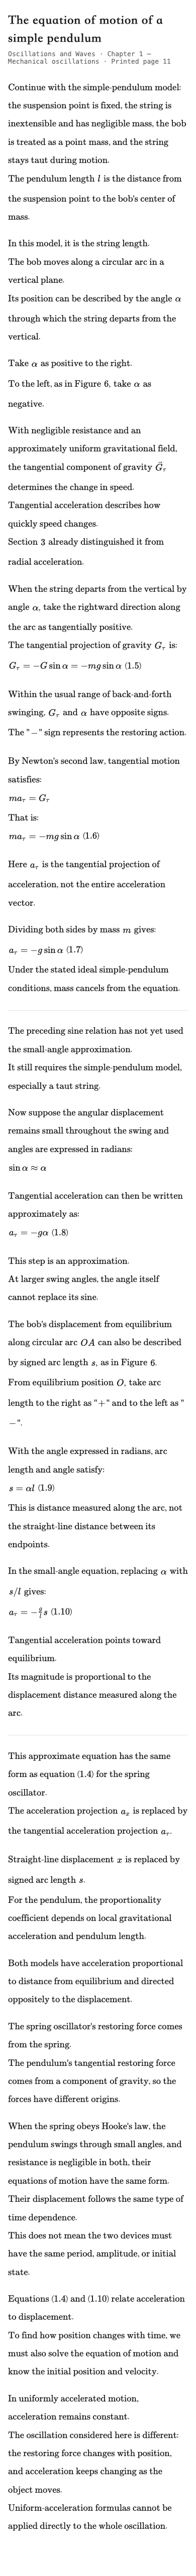 The equation of motion of a
simple pendulum
Oscillations and Waves · Chapter 1 —
Mechanical oscillations · Printed page 11
Continue with the simple-pendulum model:
the suspension point is fixed, the string is
inextensible and has negligible mass, the bob
is treated as a point mass, and the string
stays taut during motion.
The pendulum length l is the distance from
the suspension point to the bob's center of
mass.
In this model, it is the string length.
The bob moves along a circular arc in a
vertical plane.
Its position can be described by the angle α
through which the string departs from the
vertical.
Take α as positive to the right.
To the left, as in Figure 6, take α as
negative.
With negligible resistance and an
approximately uniform gravitational field,
the tangential component of gravity G⃗τ
determines the change in speed.
Tangential acceleration describes how
quickly speed changes.
Section 3 already distinguished it from
radial acceleration.
When the string departs from the vertical by
angle α, take the rightward direction along
the arc as tangentially positive.
The tangential projection of gravity Gτ is:
Gτ = −G sin α = −mg sin α (1.5)
Within the usual range of back-and-forth
swinging, Gτ and α have opposite signs.
The "−" sign represents the restoring action.
By Newton's second law, tangential motion
satisfies:
maτ = Gτ
That is:
maτ = −mg sin α (1.6)
Here aτ is the tangential projection of
acceleration, not the entire acceleration
vector.
Dividing both sides by mass m gives:
aτ = −g sin α (1.7)
Under the stated ideal simple-pendulum
conditions, mass cancels from the equation.
The preceding sine relation has not yet used
the small-angle approximation.
It still requires the simple-pendulum model,
especially a taut string.
Now suppose the angular displacement
remains small throughout the swing and
angles are expressed in radians:
sin α ≈ α
Tangential acceleration can then be written
approximately as:
aτ = −gα (1.8)
This step is an approximation.
At larger swing angles, the angle itself
cannot replace its sine.
The bob's displacement from equilibrium
along circular arc OA can also be described
by signed arc length s, as in Figure 6.
From equilibrium position O, take arc
length to the right as "+" and to the left as "
−".
With the angle expressed in radians, arc
length and angle satisfy:
s = αl (1.9)
This is distance measured along the arc, not
the straight-line distance between its
endpoints.
In the small-angle equation, replacing α with
s/l gives:
aτ = −g/l s (1.10)
Tangential acceleration points toward
equilibrium.
Its magnitude is proportional to the
displacement distance measured along the
arc.
This approximate equation has the same
form as equation (1.4) for the spring
oscillator.
The acceleration projection aₓ is replaced by
the tangential acceleration projection aτ.
Straight-line displacement x is replaced by
signed arc length s.
For the pendulum, the proportionality
coefficient depends on local gravitational
acceleration and pendulum length.
Both models have acceleration proportional
to distance from equilibrium and directed
oppositely to the displacement.
The spring oscillator's restoring force comes
from the spring.
The pendulum's tangential restoring force
comes from a component of gravity, so the
forces have different origins.
When the spring obeys Hooke's law, the
pendulum swings through small angles, and
resistance is negligible in both, their
equations of motion have the same form.
Their displacement follows the same type of
time dependence.
This does not mean the two devices must
have the same period, amplitude, or initial
state.
Equations (1.4) and (1.10) relate acceleration
to displacement.
To find how position changes with time, we
must also solve the equation of motion and
know the initial position and velocity.
In uniformly accelerated motion,
acceleration remains constant.
The oscillation considered here is different:
the restoring force changes with position,
and acceleration keeps changing as the
object moves.
Uniform-acceleration formulas cannot be
applied directly to the whole oscillation.